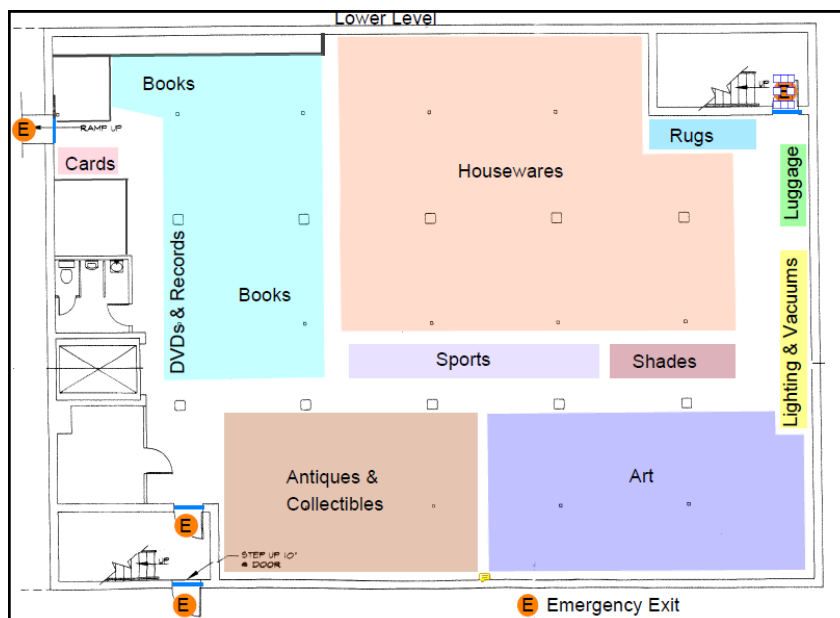 Lower Level
Books
UP
E
RAMP UP
Rugs
Cards
Housewares
Luggage
DVDs & Records
Books
Lighting & Vacuums
Sports
Shades
Antiques &
Collectibles
Art
E
UP
STEP UP 10"
@ DOOR
E
E Emergency Exit